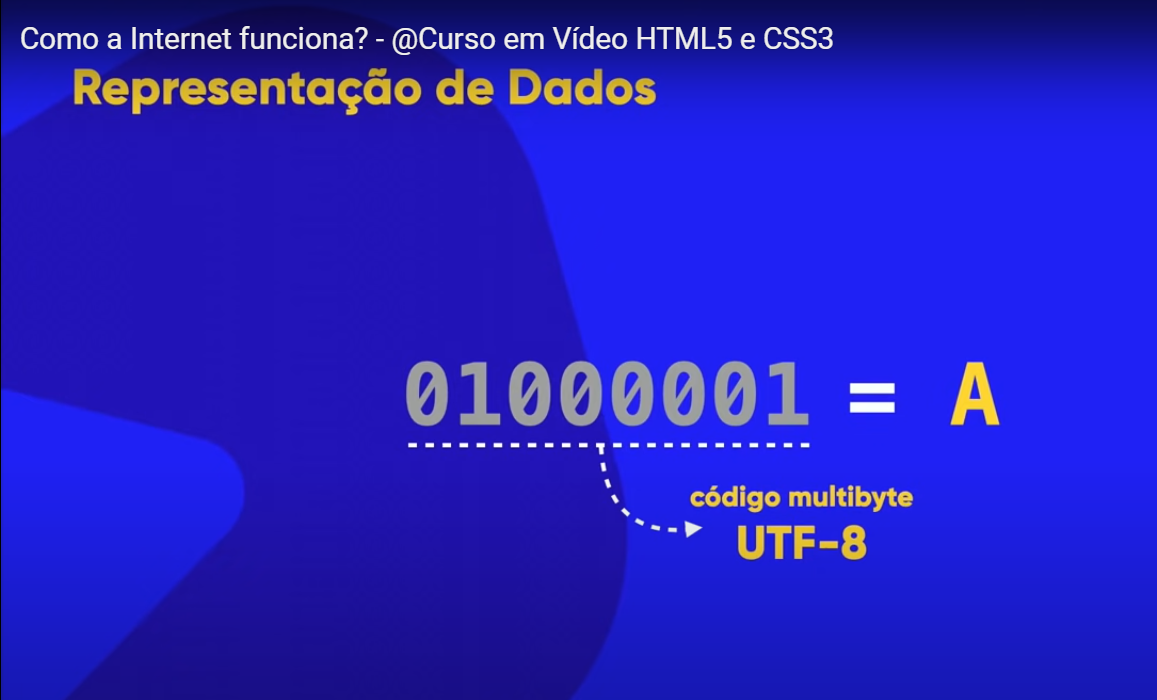 Como a Internet funciona? - @Curso em Vídeo HTML5 e CSS3
Representação de Dados
01000001 = A
código multibyte
UTF-8